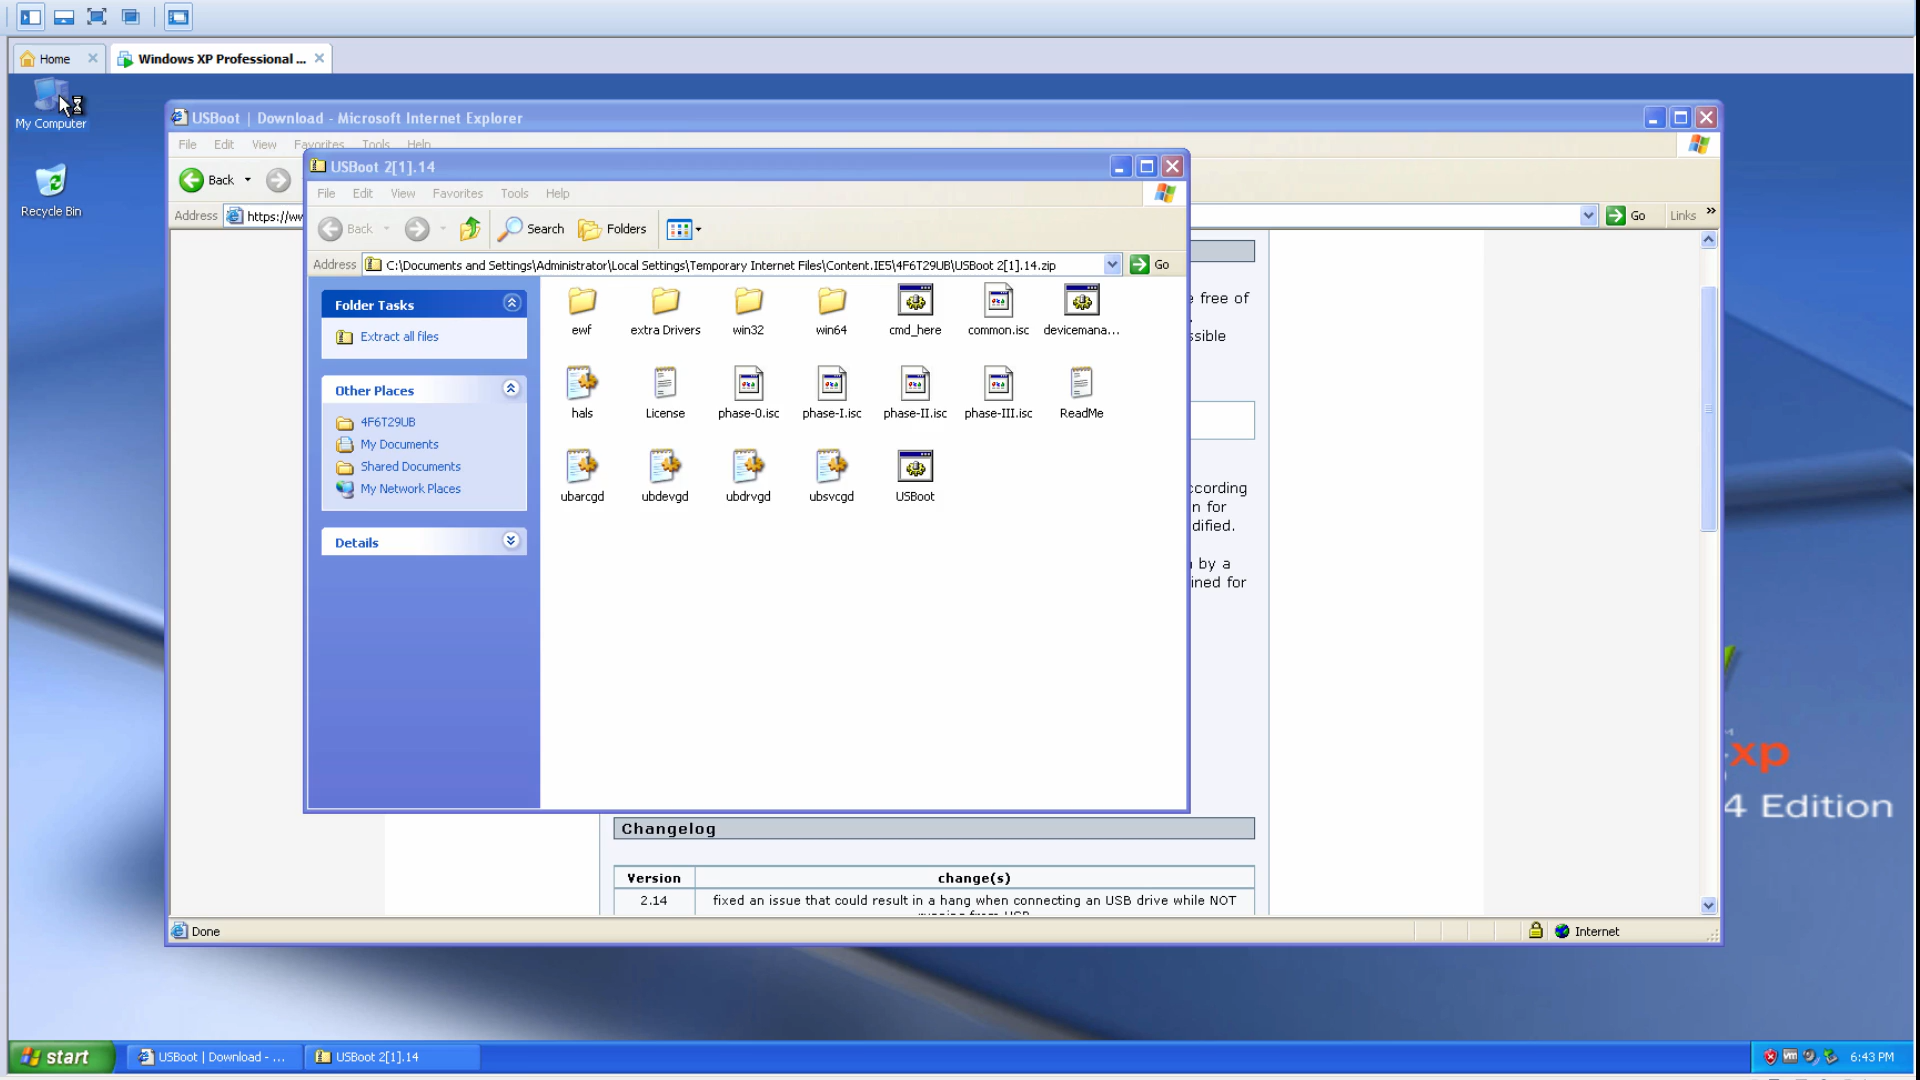 Home
Windows XP Professional ...
My Computer
Recycle Bin
USBoot | Download - Microsoft Internet Explorer
File Edit View Favorites Tools Help
Back
Address https://ww
Go Links »
USBoot 2[1].14
File Edit View Favorites Tools Help
Back Search Folders
Address C:\Documents and Settings\Administrator\Local Settings\Temporary Internet Files\Content.IE5\4F6T29UB\USBoot 2[1].14.zip Go
Folder Tasks
Extract all files
Other Places
4F6T29UB
My Documents
Shared Documents
My Network Places
Details
ewf extra Drivers win32 win64 cmd_here common.isc devicemana...
hals License phase-0.isc phase-I.isc phase-II.isc phase-III.isc ReadMe
ubarcgd ubdevgd ubdrvgd ubsvcgd USBoot
free of
ssible
ccording
n for
dified.
by a
ined for
Changelog
Version change(s)
2.14 fixed an issue that could result in a hang when connecting an USB drive while NOT
running from USB
Done
Internet
xp
4 Edition
start
USBoot | Download - ...
USBoot 2[1].14
6:43 PM